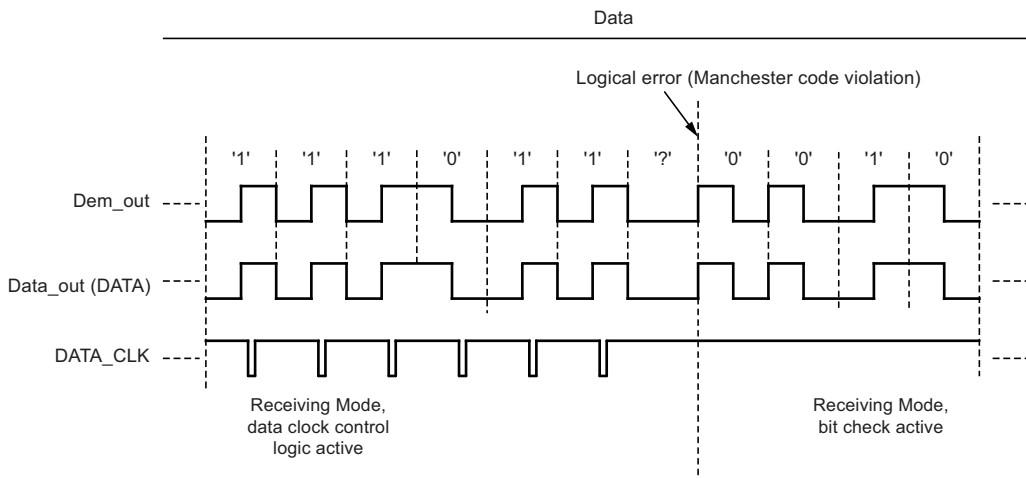 Data
Logical error (Manchester code violation)
'1' '1' '1' '0' '1' '1' '?' '0' '0' '1' '0'
Dem_out
Data_out (DATA)
DATA_CLK
Receiving Mode,
data clock control
logic active
Receiving Mode,
bit check active